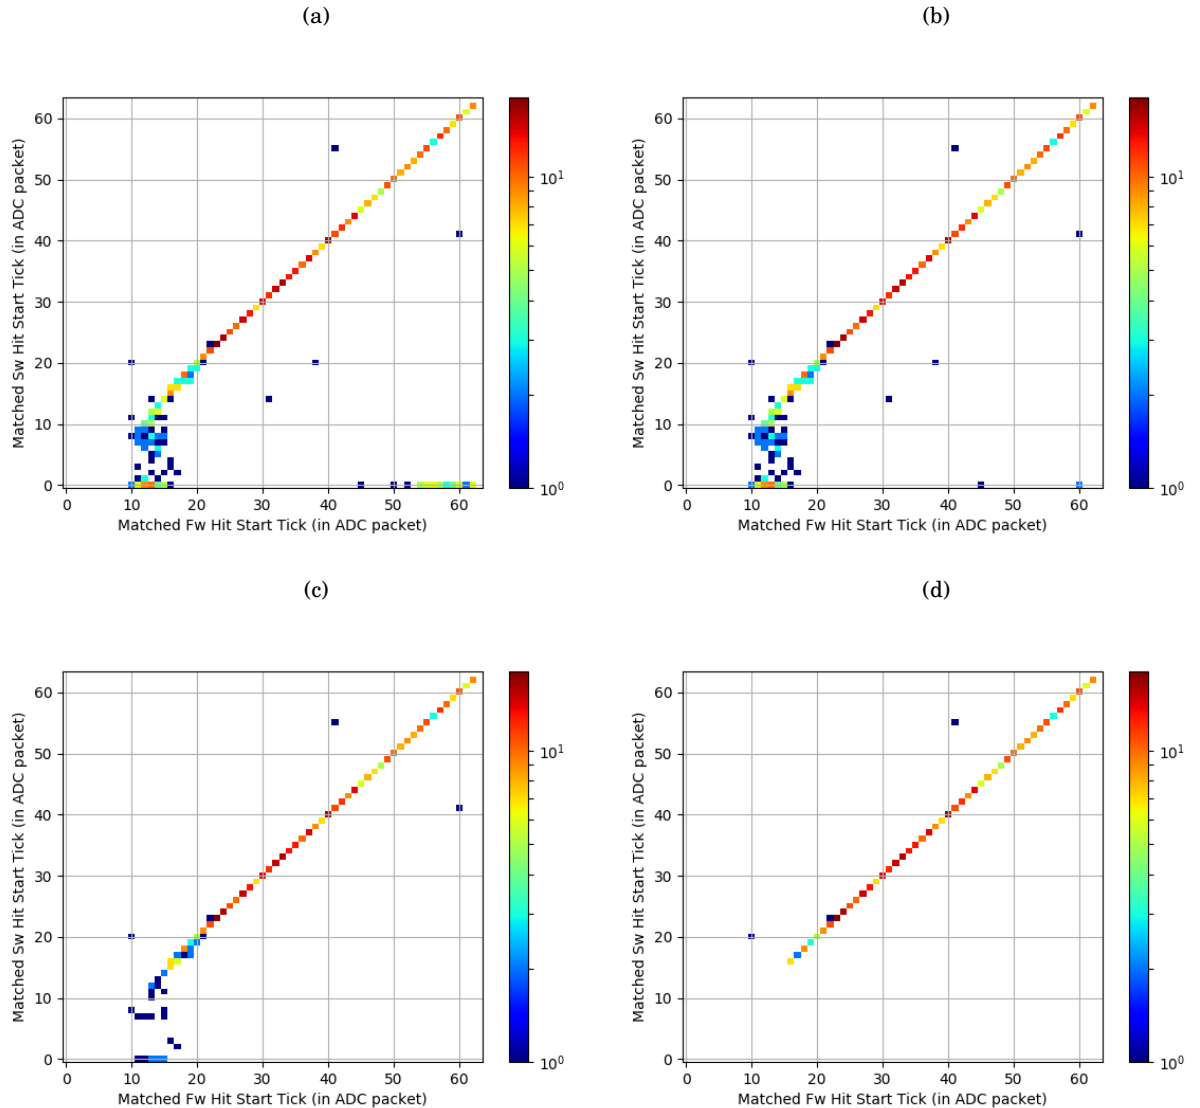 (a)
(b)
60
50
40
30
20
10
0
0 10 20 30 40 50 60
Matched Sw Hit Start Tick (in ADC packet)
Matched Fw Hit Start Tick (in ADC packet)
10¹
10⁰
60
50
40
30
20
10
0
0 10 20 30 40 50 60
Matched Sw Hit Start Tick (in ADC packet)
Matched Fw Hit Start Tick (in ADC packet)
10¹
10⁰
(c)
(d)
60
50
40
30
20
10
0
0 10 20 30 40 50 60
Matched Sw Hit Start Tick (in ADC packet)
Matched Fw Hit Start Tick (in ADC packet)
10¹
10⁰
60
50
40
30
20
10
0
0 10 20 30 40 50 60
Matched Sw Hit Start Tick (in ADC packet)
Matched Fw Hit Start Tick (in ADC packet)
10¹
10⁰